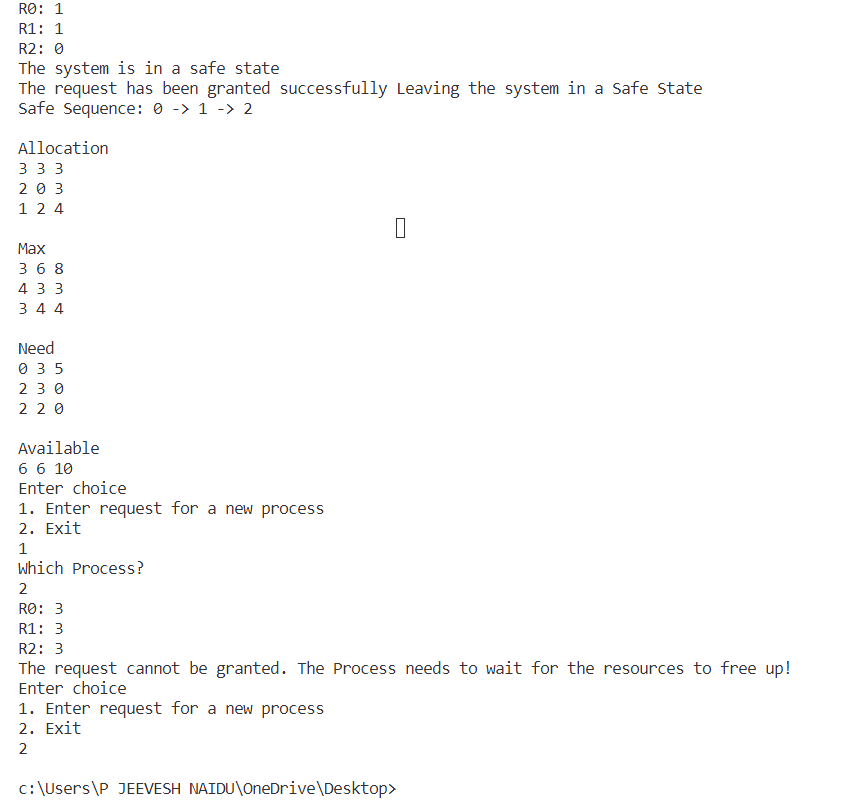 R0: 1
R1: 1
R2: 0
The system is in a safe state
The request has been granted successfully Leaving the system in a Safe State
Safe Sequence: 0 -> 1 -> 2
Allocation
3 3 3
2 0 3
1 2 4
Max
3 6 8
4 3 3
3 4 4
Need
0 3 5
2 3 0
2 2 0
Available
6 6 10
Enter choice
1. Enter request for a new process
2. Exit
1
Which Process?
2
R0: 3
R1: 3
R2: 3
The request cannot be granted. The Process needs to wait for the resources to free up!
Enter choice
1. Enter request for a new process
2. Exit
2
c:\Users\P JEEVESH NAIDU\OneDrive\Desktop>